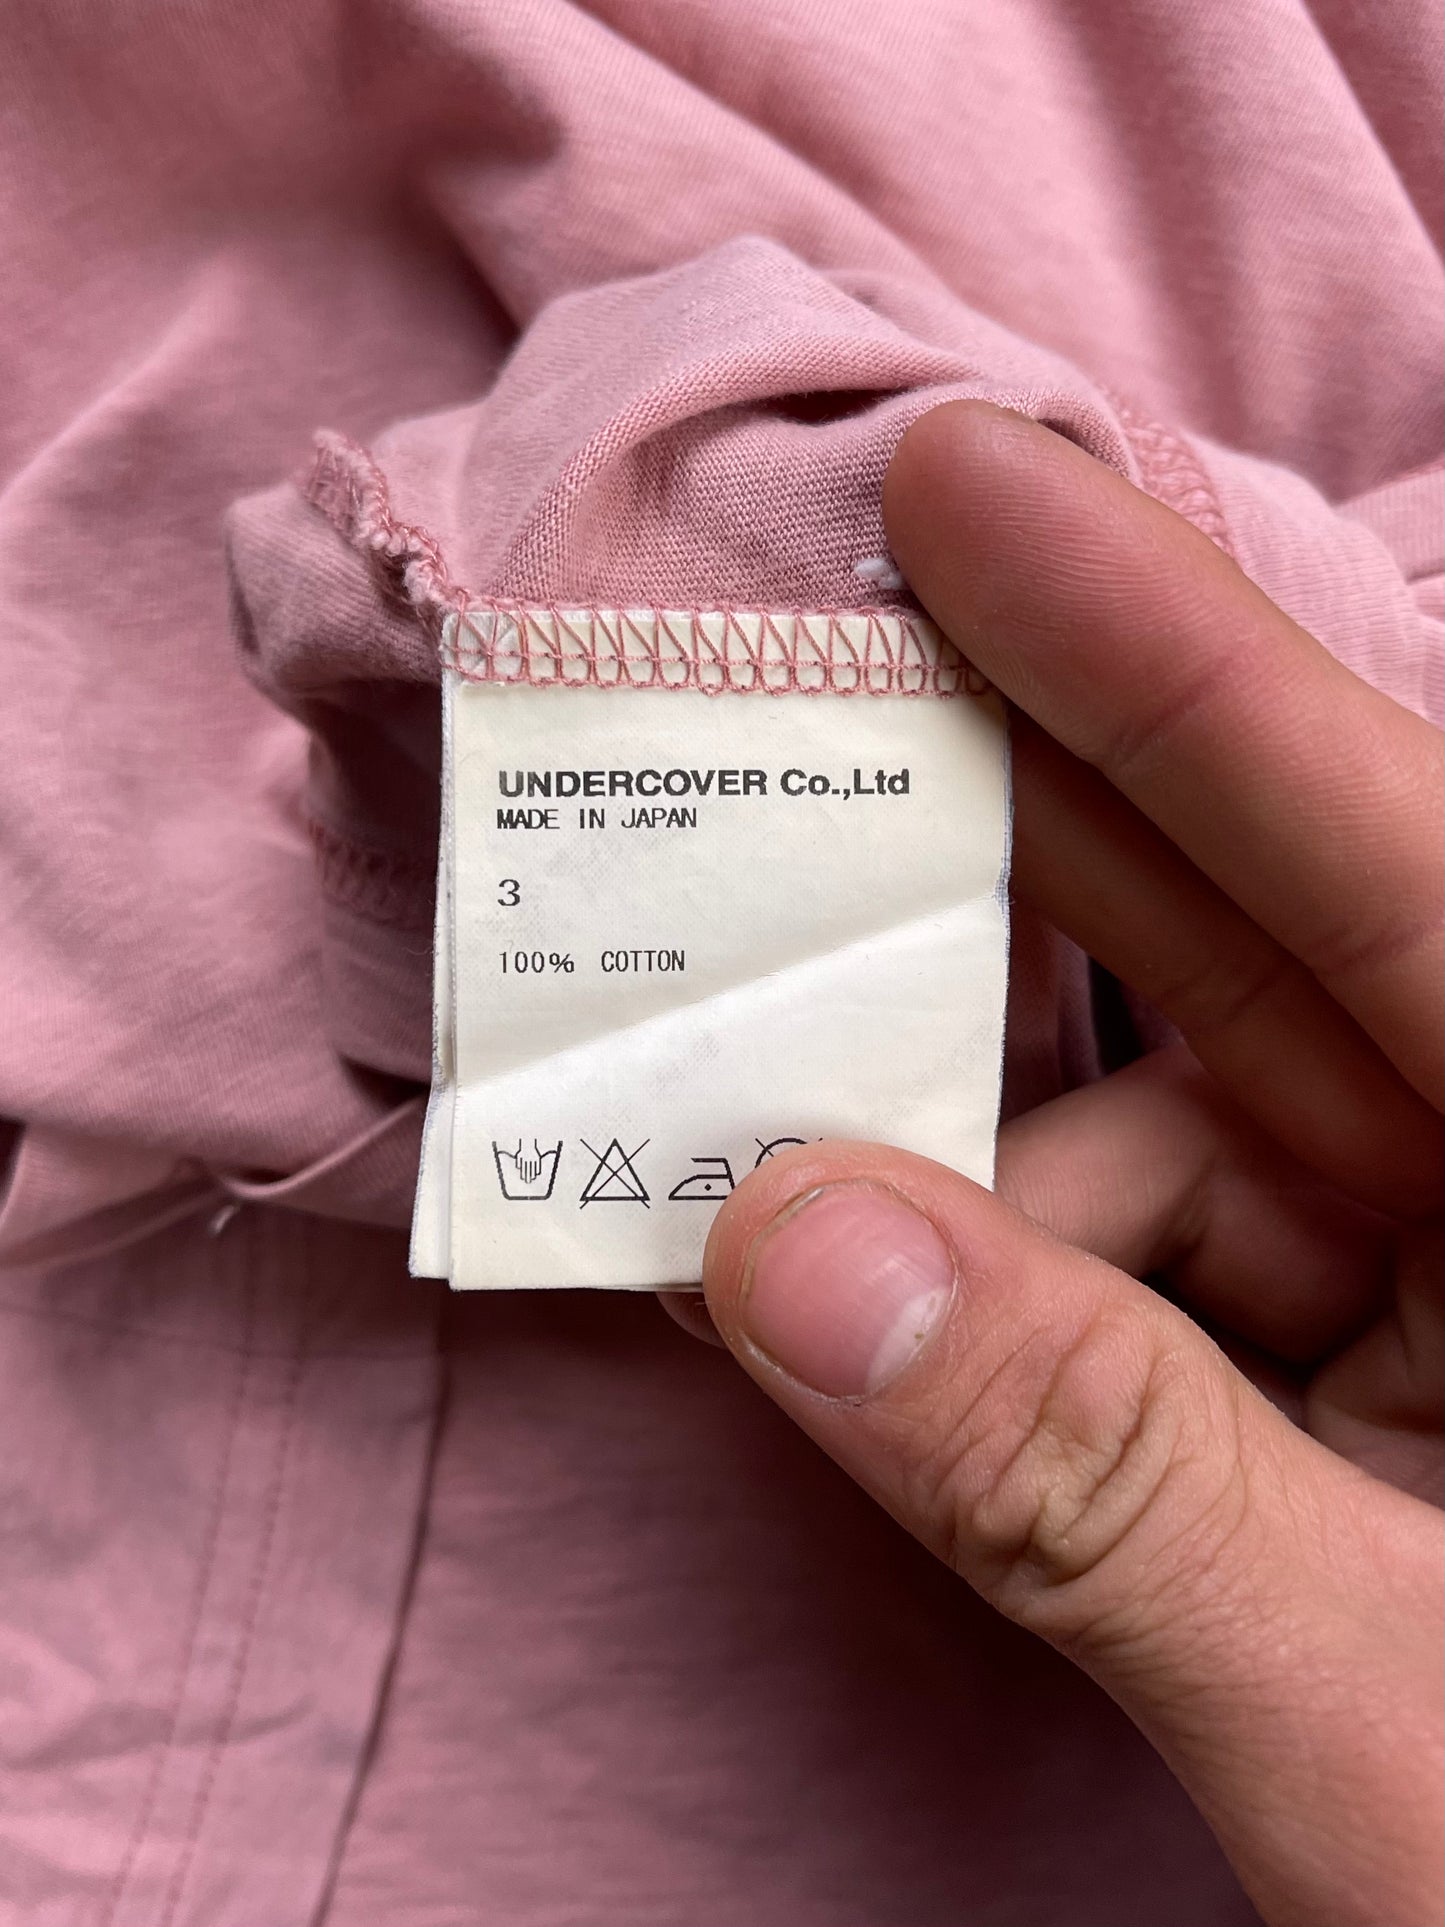 UNDERCOVER Co.,Ltd
MADE IN JAPAN
3
100% COTTON